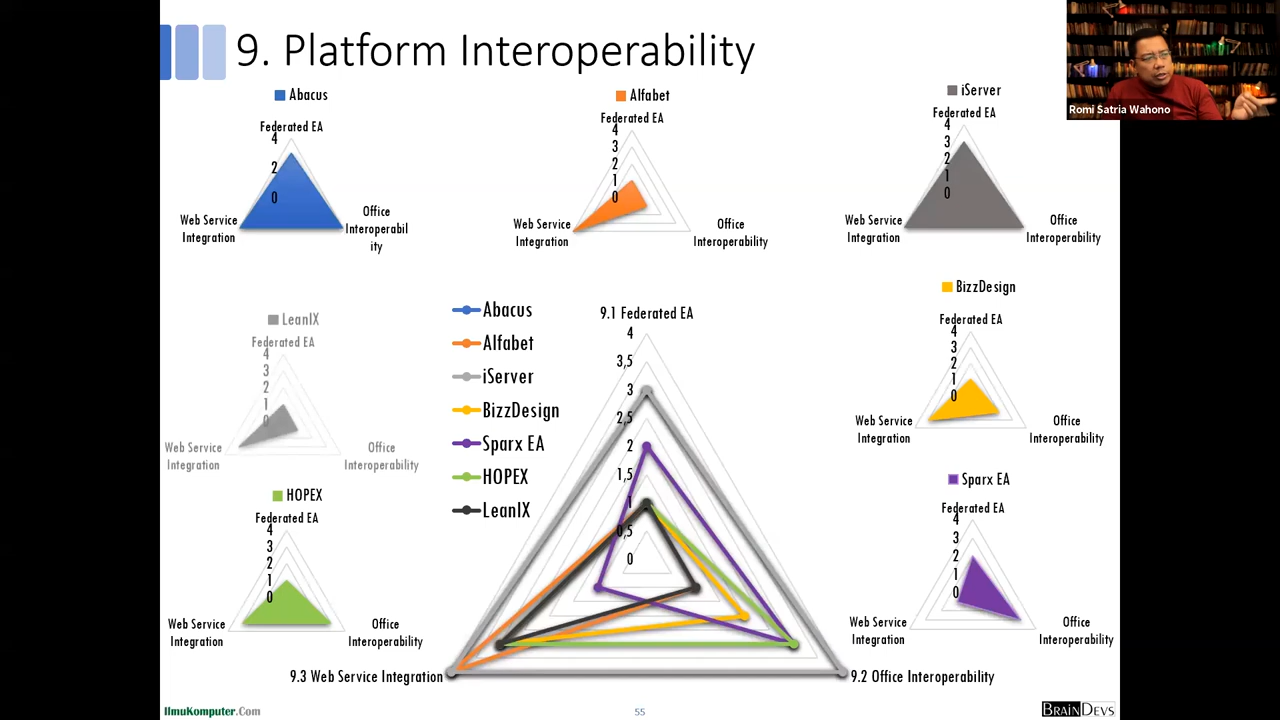 9. Platform Interoperability
Romi Satria Wahono
Abacus
Federated EA
4
2
0
Web Service
Integration
Office
Interoperabil
ity
Alfabet
Federated EA
4
3
2
1
0
Web Service
Integration
Office
Interoperability
iServer
Federated EA
4
3
2
1
0
Web Service
Integration
Office
Interoperability
LeanIX
Federated EA
4
3
2
1
0
Web Service
Integration
Office
Interoperability
HOPEX
Federated EA
4
3
2
1
0
Web Service
Integration
Office
Interoperability
Abacus
Alfabet
iServer
BizzDesign
Sparx EA
HOPEX
LeanIX
9.1 Federated EA
4
3,5
3
2,5
2
1,5
1
0,5
0
9.3 Web Service Integration
9.2 Office Interoperability
BizzDesign
Federated EA
4
3
2
1
0
Web Service
Integration
Office
Interoperability
Sparx EA
Federated EA
4
3
2
1
0
Web Service
Integration
Office
Interoperability
IlmuKomputer.Com
55
BRAINDEVS